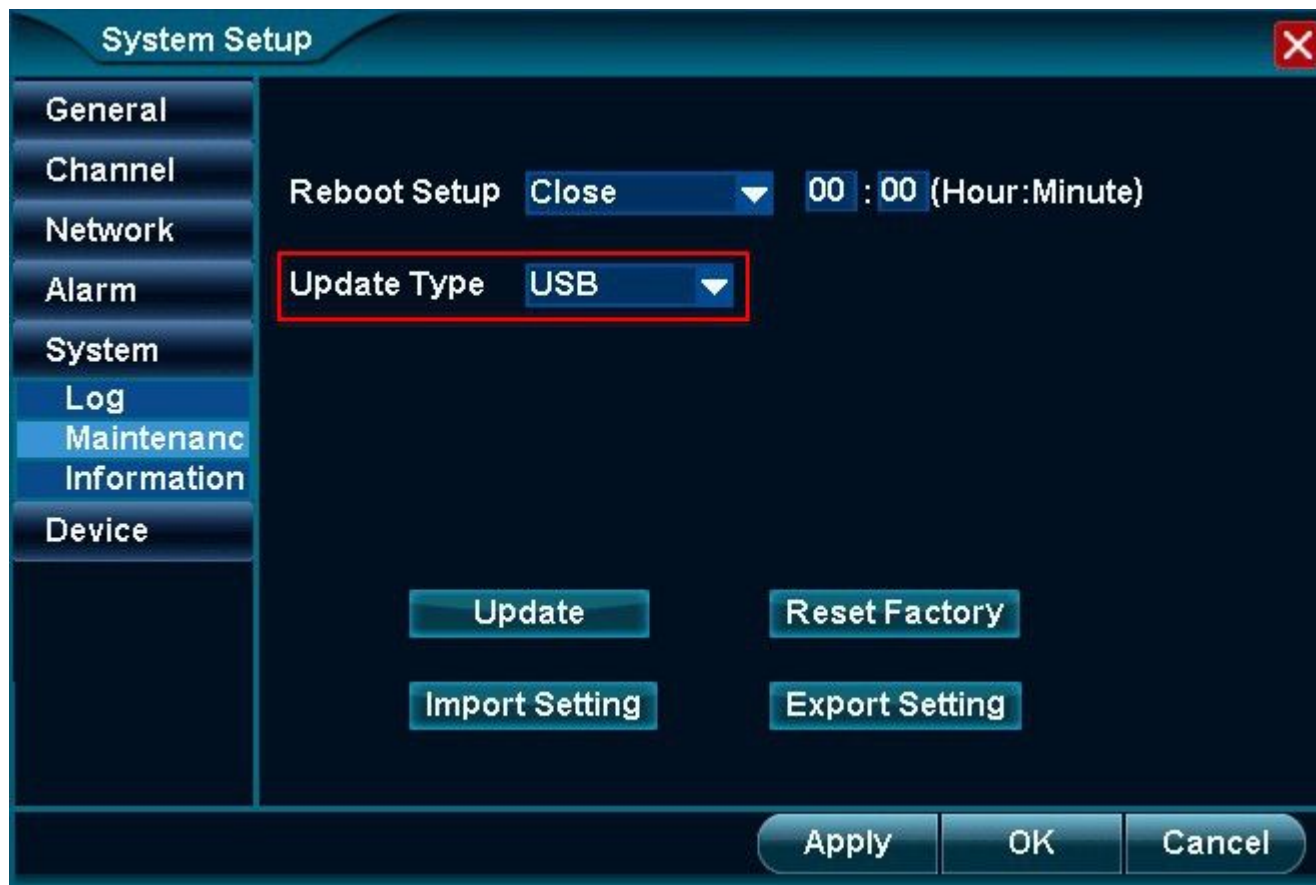 System Setup
General
Channel
Network
Alarm
System
Log
Maintenanc
Information
Device
Reboot Setup Close 00 : 00 (Hour:Minute)
Update Type USB
Update Reset Factory
Import Setting Export Setting
Apply OK Cancel